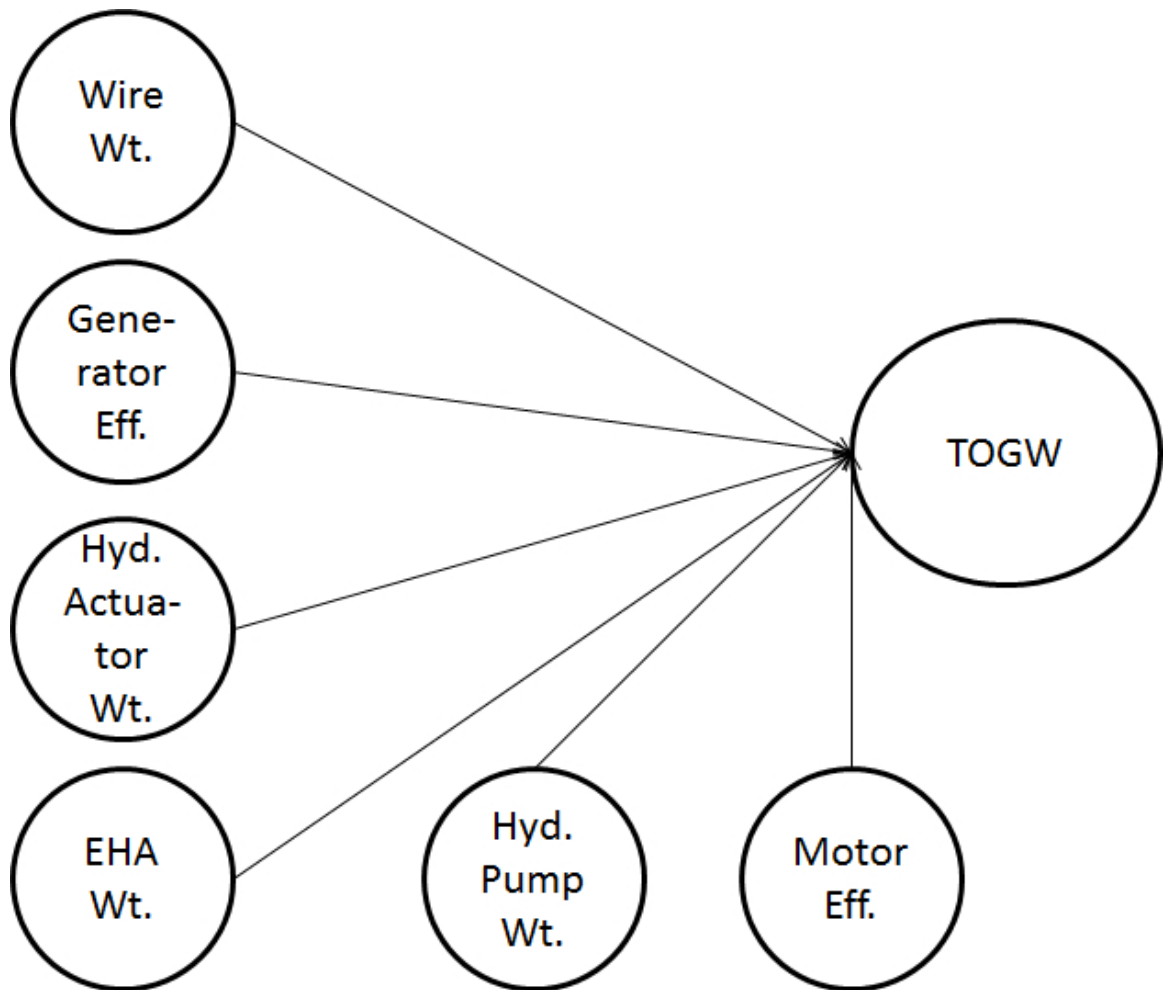 Wire
Wt.
Gene-
rator
Eff.
TOGW
Hyd.
Actua-
tor
Wt.
EHA
Wt.
Hyd.
Pump
Wt.
Motor
Eff.